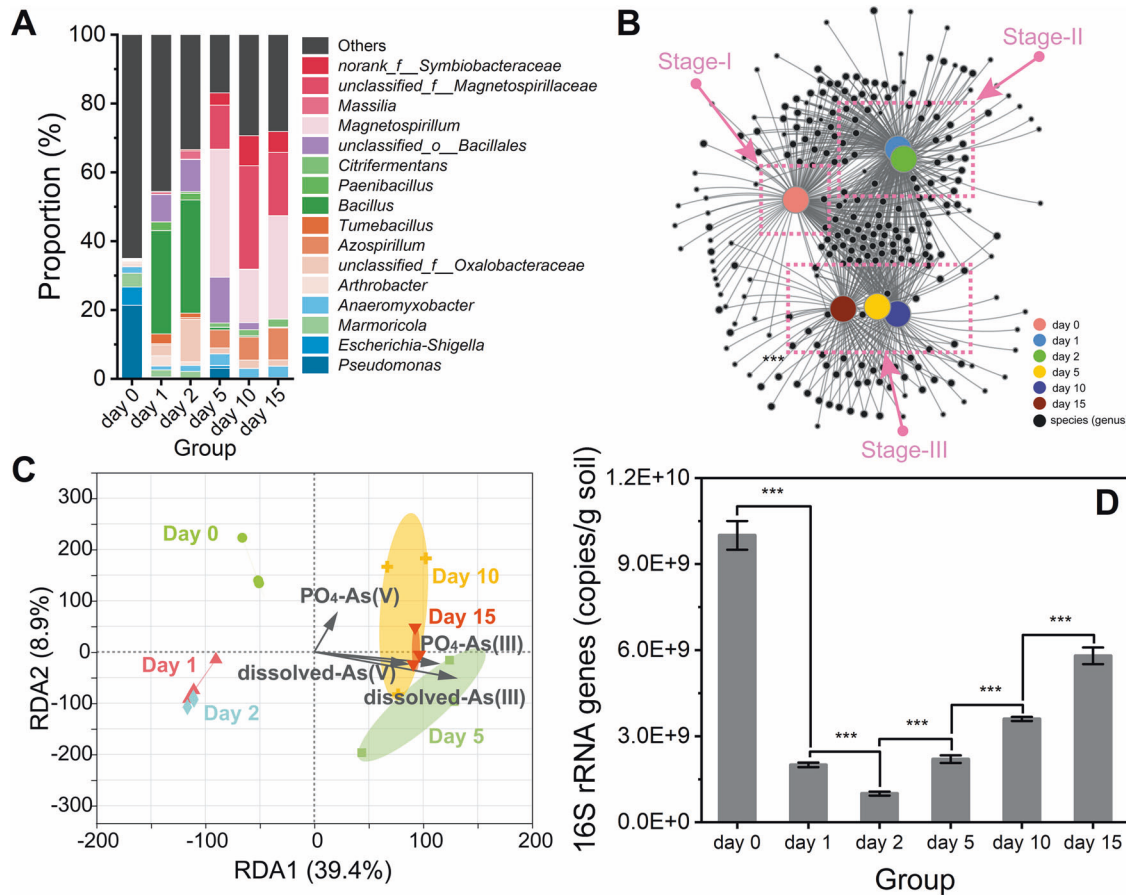 A
100
80
60
40
20
0
Proportion (%)
day 0
day 1
day 2
day 5
day 10
day 15
Group
Others
norank_f__Symbiobacteraceae
unclassified_f__Magnetospirillaceae
Massilia
Magnetospirillum
unclassified_o__Bacillales
Citrifermentans
Paenibacillus
Bacillus
Tumebacillus
Azospirillum
unclassified_f__Oxalobacteraceae
Arthrobacter
Anaeromyxobacter
Marmoricola
Escherichia-Shigella
Pseudomonas
B
Stage-I
Stage-II
Stage-III
***
day 0
day 1
day 2
day 5
day 10
day 15
species (genus
C
300
200
100
0
-100
-200
-300
RDA2 (8.9%)
Day 0
Day 10
PO4-As(V)
Day 15
PO4-As(III)
Day 1
dissolved-As(V)
dissolved-As(III)
Day 2
Day 5
-200
-100
0
100
200
RDA1 (39.4%)
D
1.2E+10
9.0E+9
6.0E+9
3.0E+9
0.0E+0
16S rRNA genes (copies/g soil)
***
***
***
***
***
day 0
day 1
day 2
day 5
day 10
day 15
Group